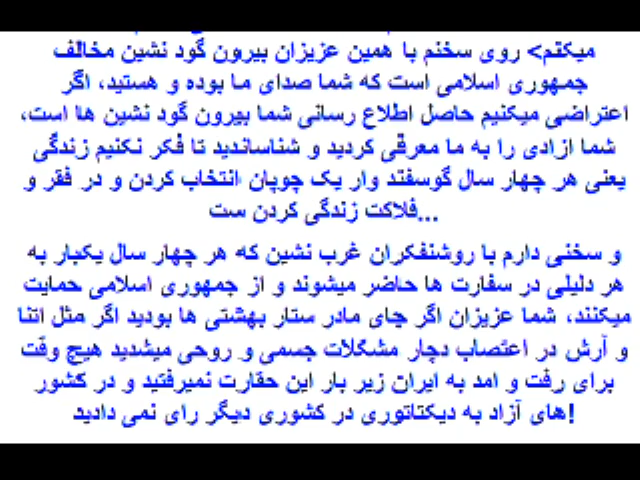 میکنم> روی سخنم با همین عزیزان بیرون گود نشین مخالف
جمهوری اسلامی است که شما صدای ما بوده و هستید، اگر
اعتراضی میکنیم حاصل اطلاع رسانی شما بیرون گود نشین ها است،
شما ازادی را به ما معرقی کردید و شناساندید تا فکر نکنیم زندگی
یعنی هر چهار سال گوسفند وار یک چوپان انتخاب کردن و در فقر و
فلاکت زندگی کردن ست...
و سخنی دارم با روشنفکران غرب نشین که هر چهار سال یکبار به
هر دلیلی در سفارت ها حاضر میشوند و از جمهوری اسلامی حمایت
میکنند، شما عزیزان اگر جای مادر ستار بهشتی ها بودید اگر مثل اتنا
و آرش در اعتصاب دچار مشکلات جسمی و روحی میشدید هیچ وقت
برای رفت و امد به ایران زیر بار این حقارت نمیرفتید و در کشور
های آزاد به دیکتاتوری در کشوری دیگر رای نمی دادید!